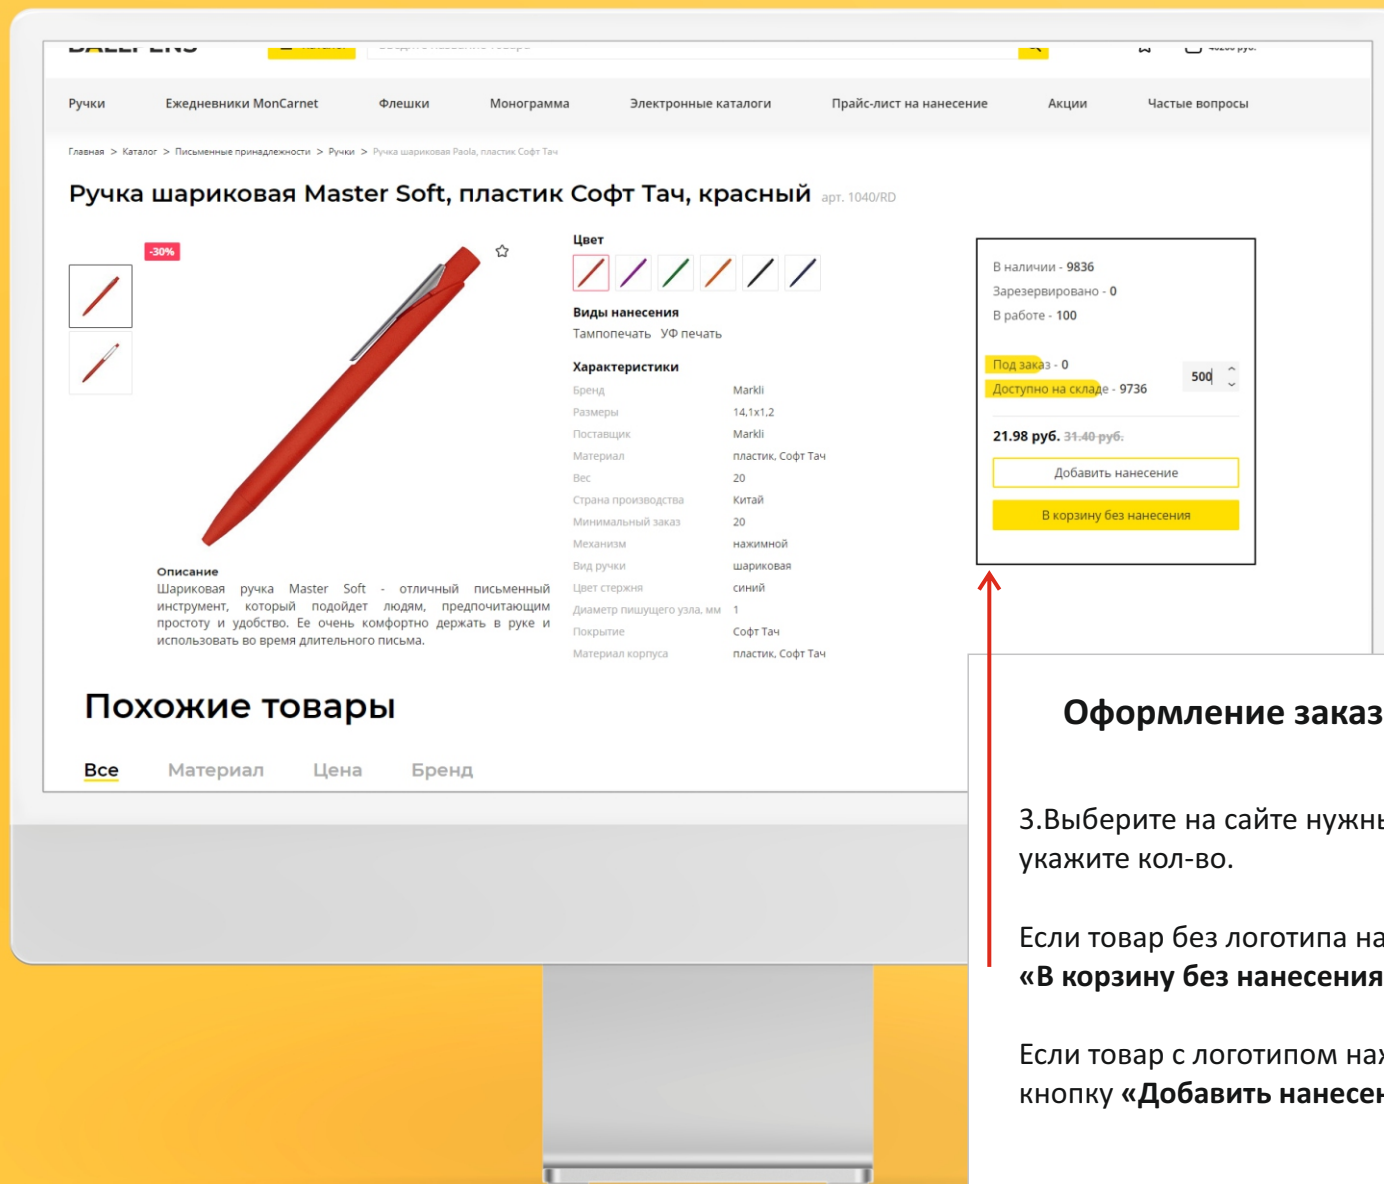 Ручки Ежедневники MonCarnet Флешки Монограмма Электронные каталоги Прайс-лист на нанесение Акции Частые вопросы
Главная > Каталог > Письменные принадлежности > Ручки > Ручка шариковая Paola, пластик Софт Тач
Ручка шариковая Master Soft, пластик Софт Тач, красный арт. 1040/RD
-30%
Описание
Шариковая ручка Master Soft - отличный письменный
инструмент, который подойдет людям, предпочитающим
простоту и удобство. Ее очень комфортно держать в руке и
использовать во время длительного письма.
Цвет
Виды нанесения
Тампопечать УФ печать
Характеристики
Бренд Markli
Размеры 14,1x1,2
Поставщик Markli
Материал пластик, Софт Тач
Вес 20
Страна производства Китай
Минимальный заказ 20
Механизм нажимной
Вид ручки шариковая
Цвет стержня синий
Диаметр пишущего узла, мм 1
Покрытие Софт Тач
Материал корпуса пластик, Софт Тач
В наличии - 9836
Зарезервировано - 0
В работе - 100
Под заказ - 0
Доступно на складе - 9736
500
21.98 руб. 31.40 руб.
Добавить нанесение
В корзину без нанесения
Похожие товары
Все Материал Цена Бренд
Оформление заказ
3.Выберите на сайте нужны
укажите кол-во.
Если товар без логотипа на
«В корзину без нанесения
Если товар с логотипом наж
кнопку «Добавить нанесен